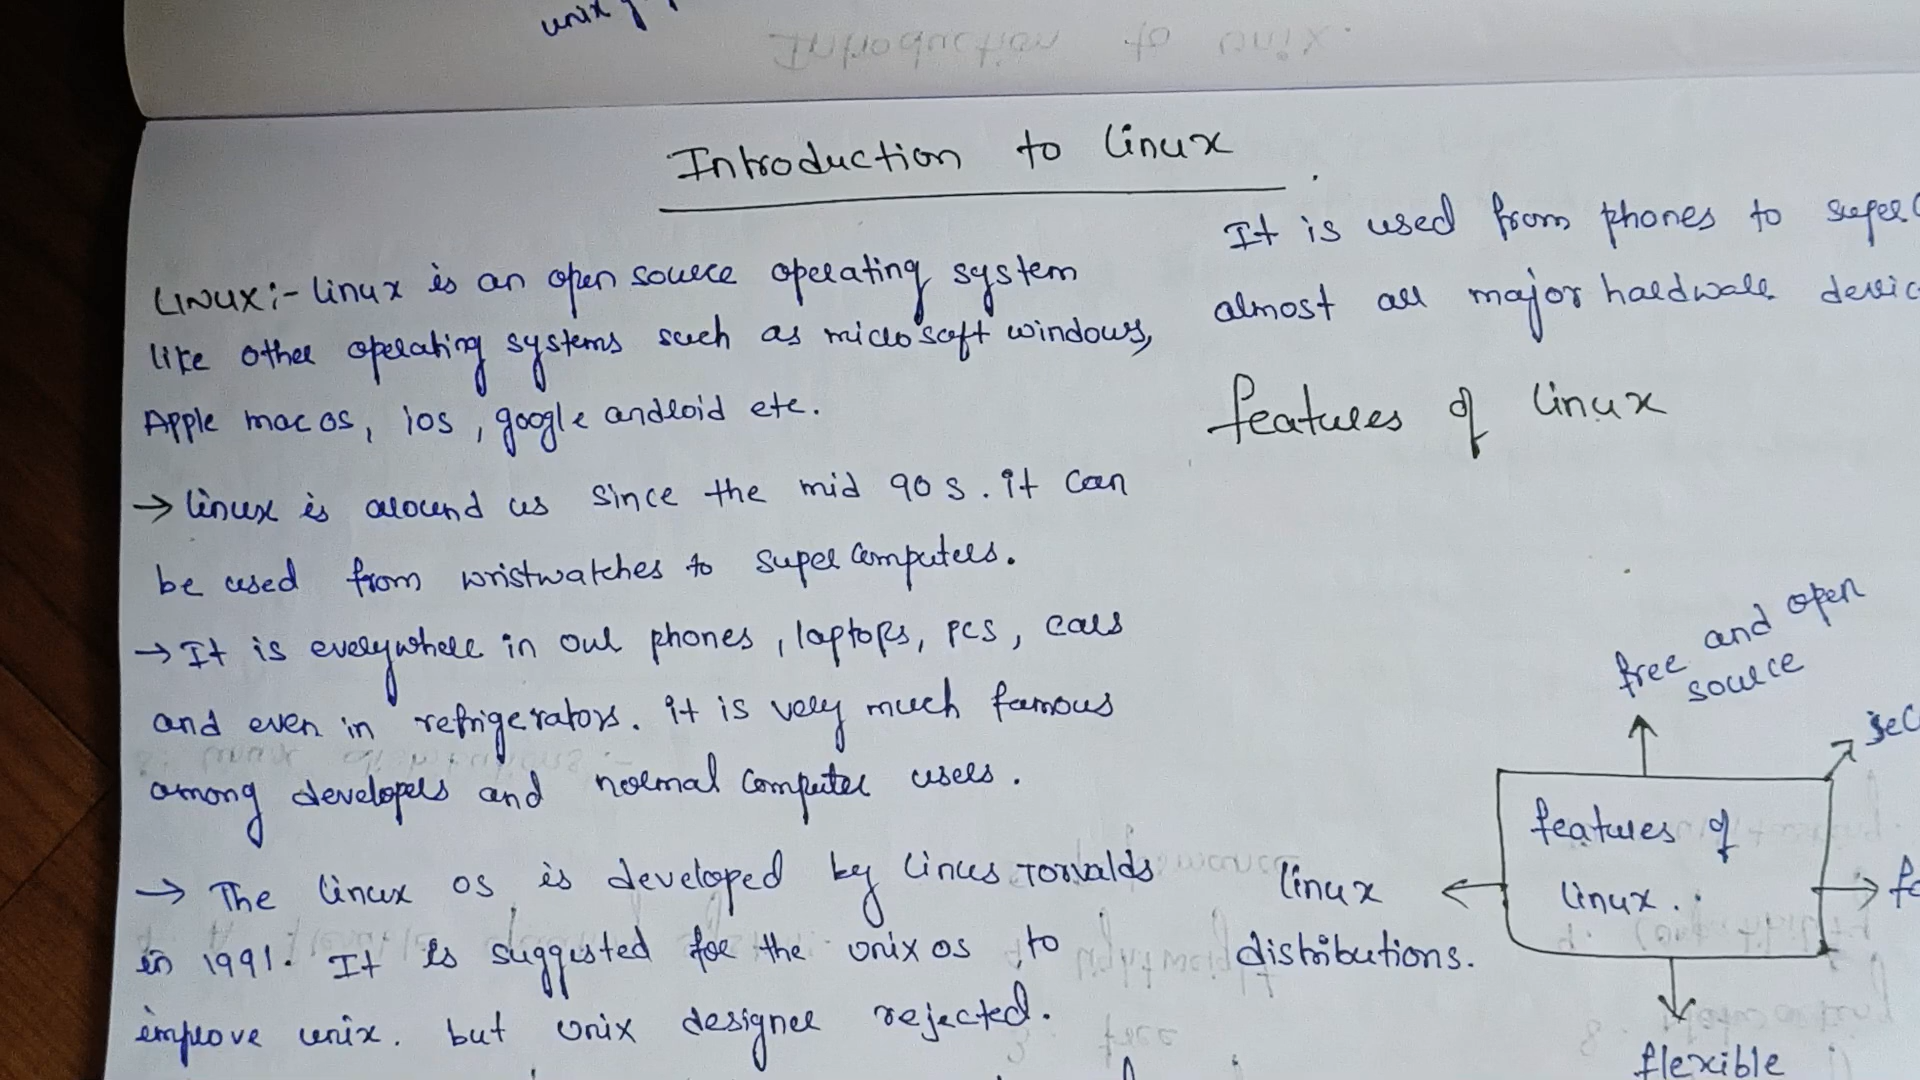 unix
Introduction to linux
LINUX:- linux is an open source operating system
like other operating systems such as microsoft windows,
Apple mac os, ios, google android etc.
→ linux is around us since the mid 90s. it can
be used from wristwatches to super computers.
→ It is everywhere in our phones, laptops, pcs, cars
and even in refrigerators. it is very much famous
among developers and normal computer users.
→ The linux os is developed by linus Torvalds
in 1991. It is suggested for the unix os to
improve unix. but unix designer rejected.
It is used from phones to super
almost all major hardware
features of linux
free and open
source
features of
linux..
linux
distributions.
flexible